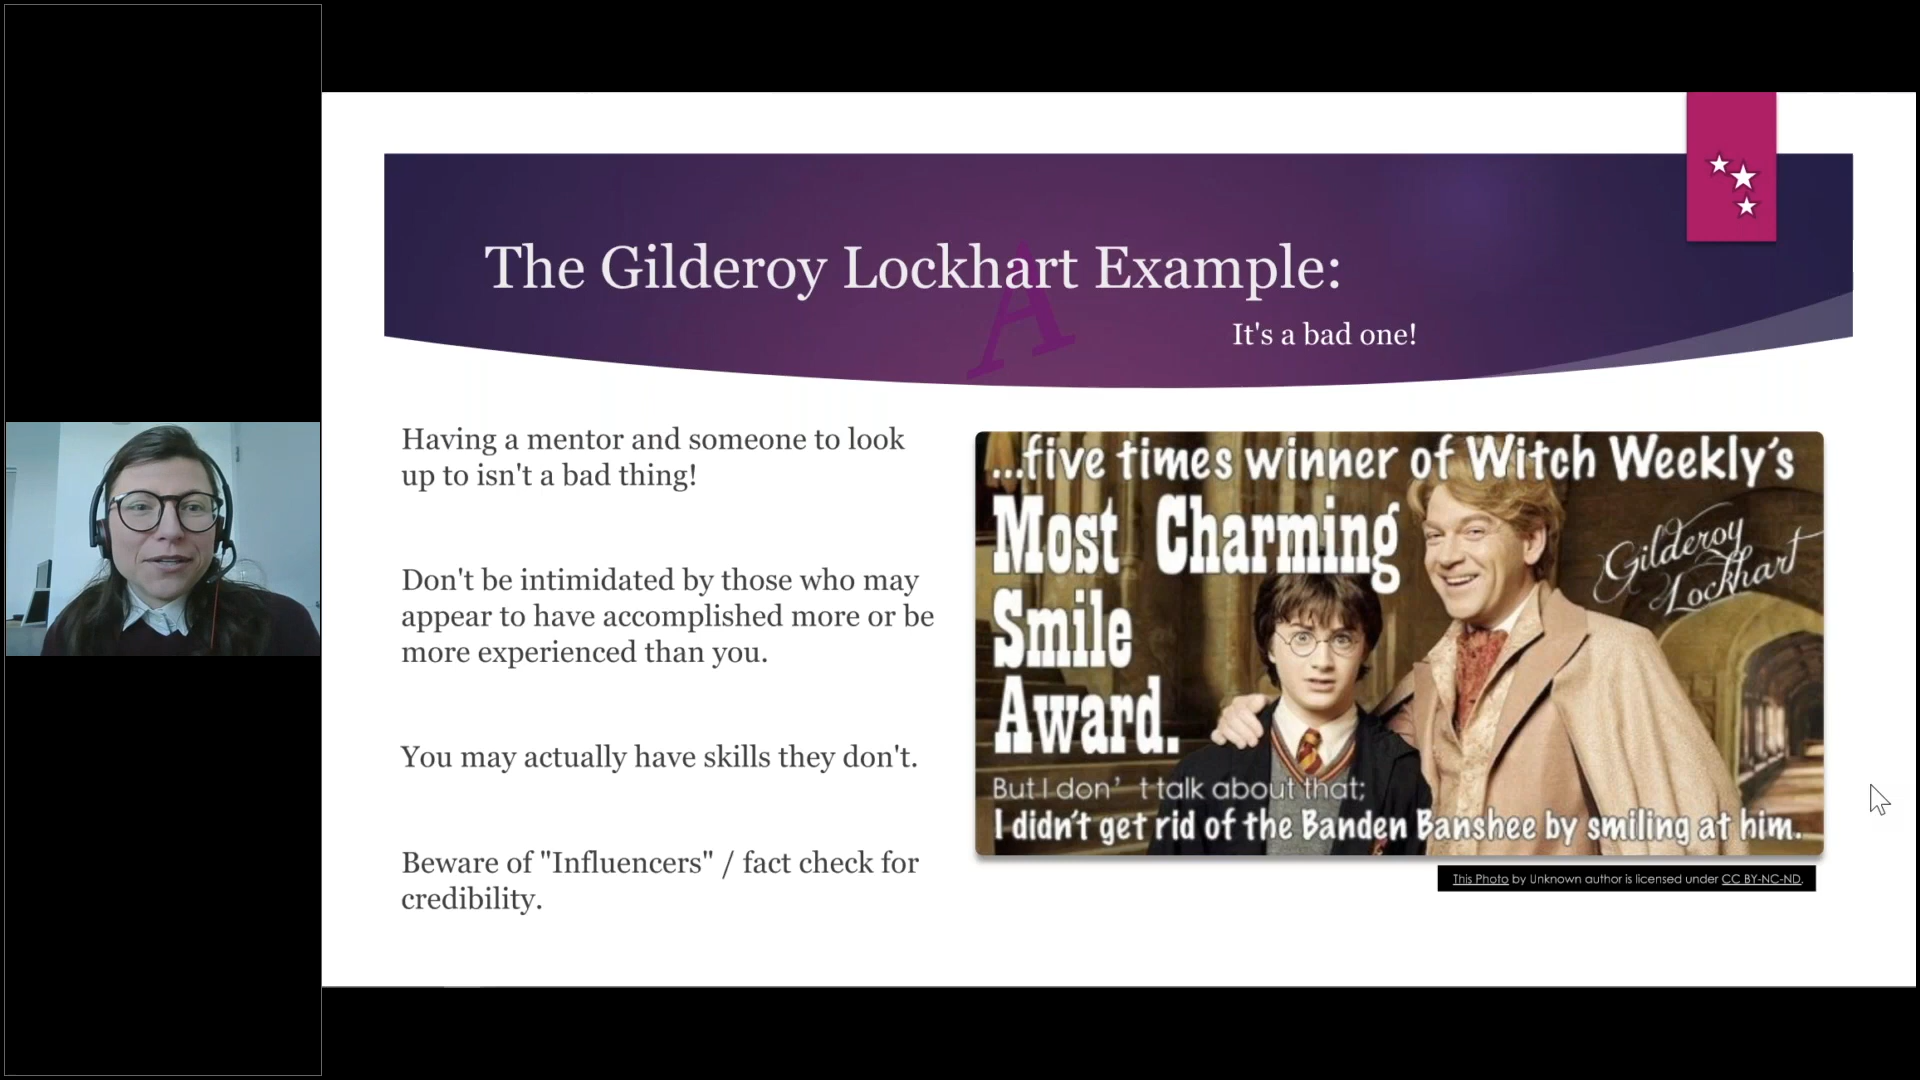 The Gilderoy Lockhart Example:
It's a bad one!
A
Having a mentor and someone to look
up to isn't a bad thing!
Don't be intimidated by those who may
appear to have accomplished more or be
more experienced than you.
You may actually have skills they don't.
Beware of "Influencers" / fact check for
credibility.
...five times winner of Witch Weekly's
Most Charming
Smile
Award.
Gilderoy
Lockhart
But I don't talk about that;
I didn't get rid of the Banden Banshee by smiling at him.
This Photo by Unknown author is licensed under CC BY-NC-ND.